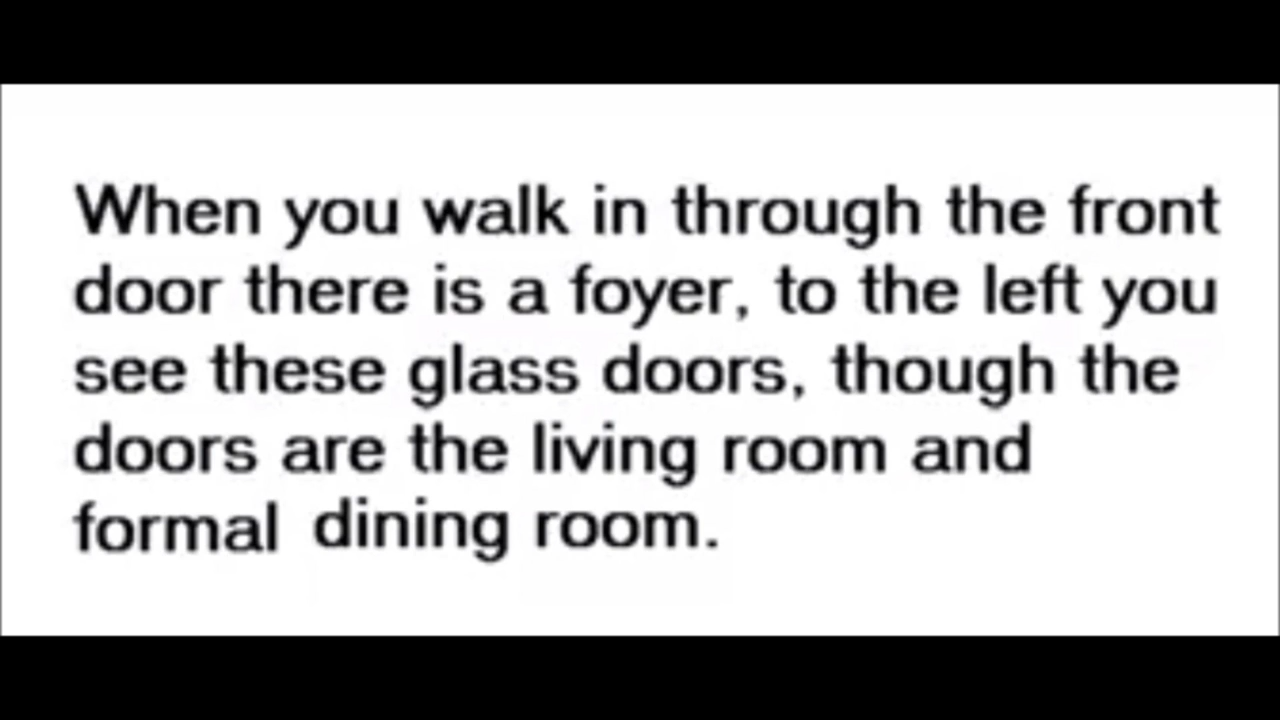 When you walk in through the front
door there is a foyer, to the left you
see these glass doors, though the
doors are the living room and
formal dining room.